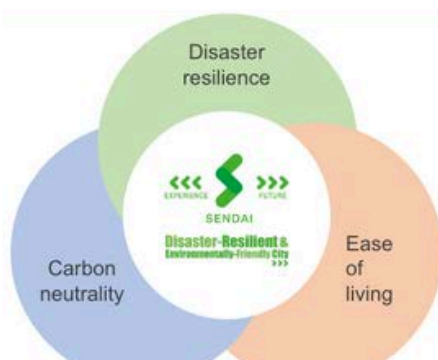 Disaster
resilience
<<< >>>
EXPERIENCE FUTURE
SENDAI
Disaster-Resilient &
Environmentally-Friendly City
>>>
Carbon
neutrality
Ease
of
living